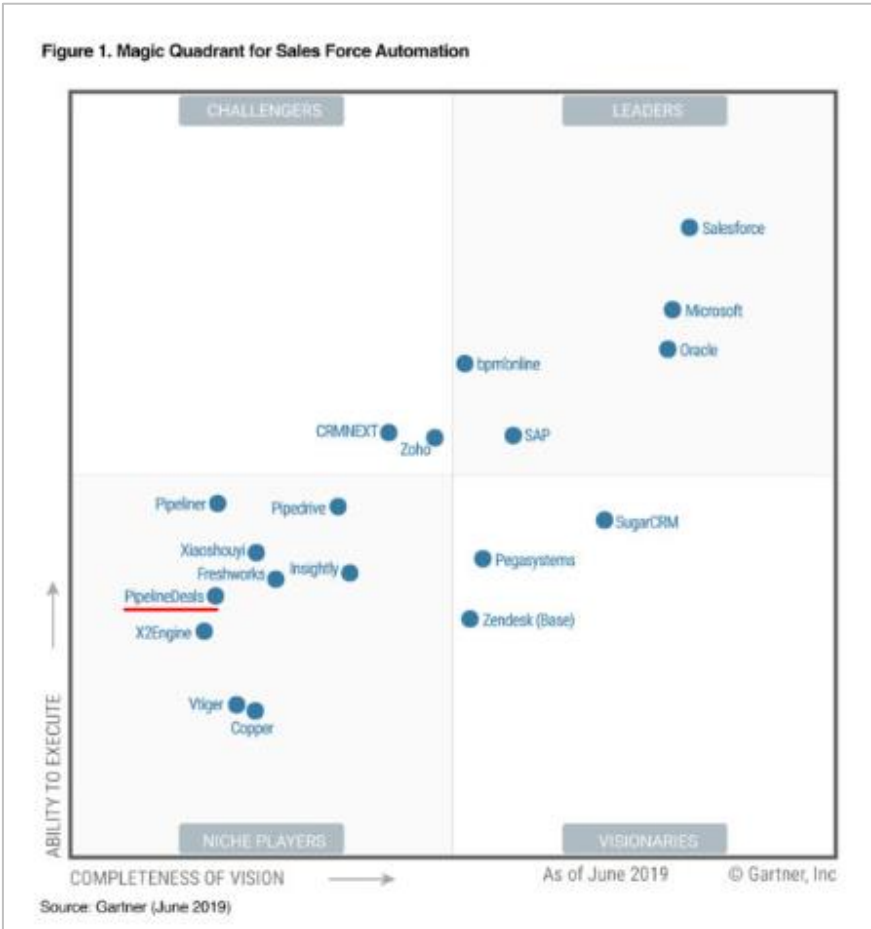 Figure 1. Magic Quadrant for Sales Force Automation
CHALLENGERS
LEADERS
Salesforce
Microsoft
Oracle
bpm'online
CRMNEXT
Zoho
SAP
Pipeliner
Pipedrive
SugarCRM
Xiaoshouyi
Pegasystems
Freshworks
Insightly
PipelineDeals
Zendesk (Base)
X2Engine
Vtiger
Copper
ABILITY TO EXECUTE
NICHE PLAYERS
VISIONARIES
COMPLETENESS OF VISION
As of June 2019
© Gartner, Inc
Source: Gartner (June 2019)